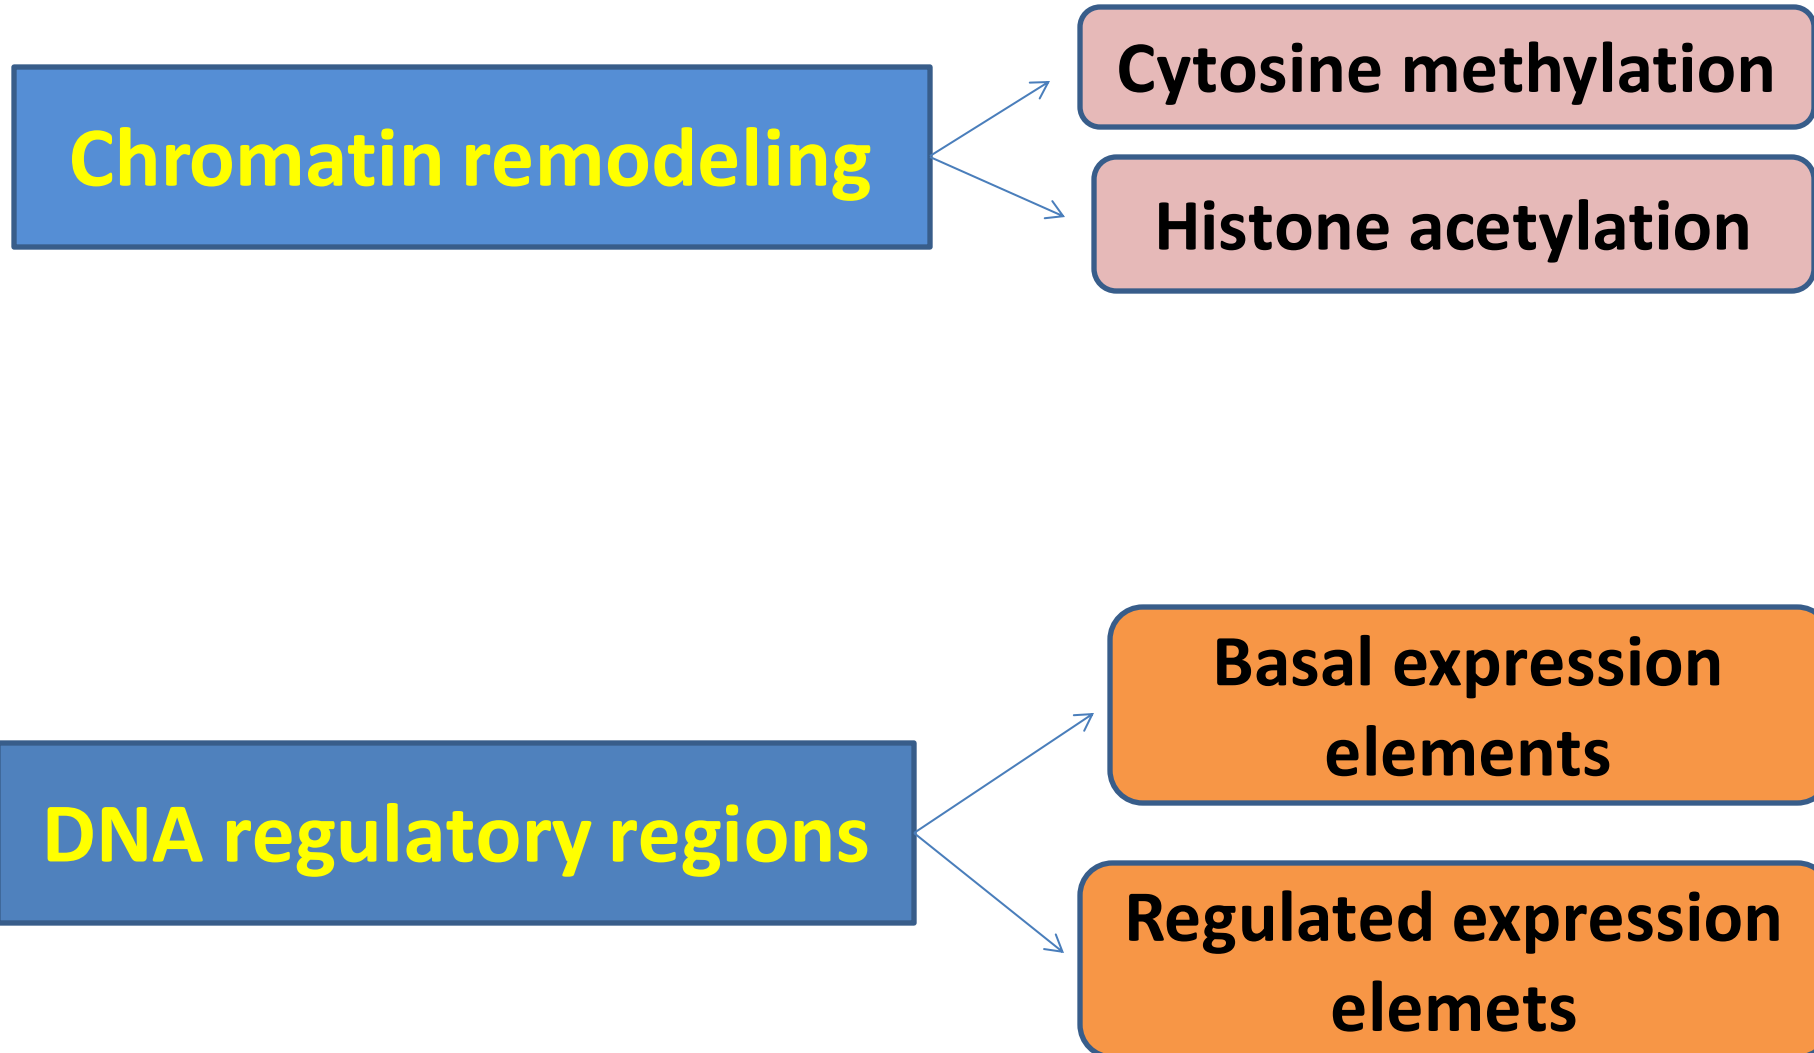 Cytosine methylation
Chromatin remodeling
Histone acetylation
Basal expression
elements
DNA regulatory regions
Regulated expression
elemets